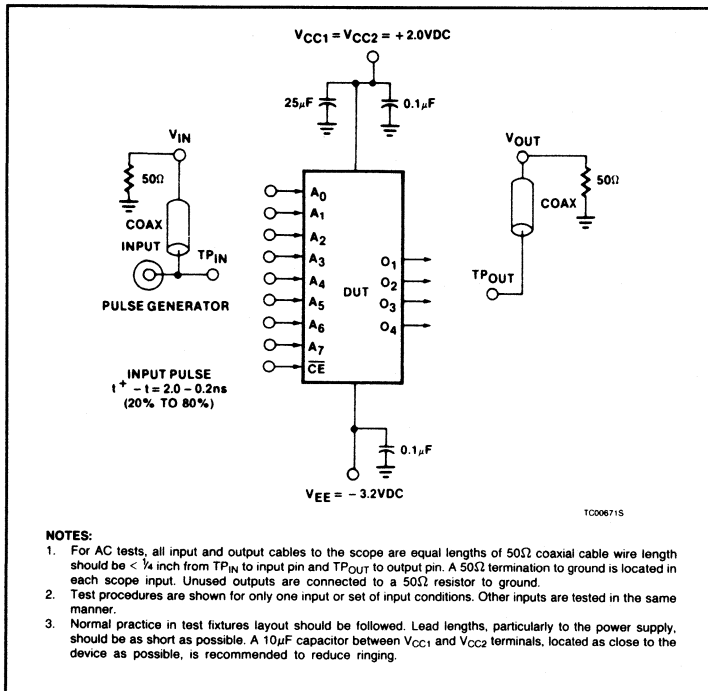 VCC1 = VCC2 = +2.0VDC
25μF
0.1μF
VIN
50Ω
COAX
INPUT
TPIN
PULSE GENERATOR
INPUT PULSE
t+ – t = 2.0 – 0.2ns
(20% TO 80%)
A0
A1
A2
A3
A4
A5
A6
A7
CE
DUT
O1
O2
O3
O4
VOUT
50Ω
COAX
TPOUT
0.1μF
VEE = – 3.2VDC
TC00671S
NOTES:
1. For AC tests, all input and output cables to the scope are equal lengths of 50Ω coaxial cable wire length
should be < 1/4 inch from TPIN to input pin and TPOUT to output pin. A 50Ω termination to ground is located in
each scope input. Unused outputs are connected to a 50Ω resistor to ground.
2. Test procedures are shown for only one input or set of input conditions. Other inputs are tested in the same
manner.
3. Normal practice in test fixtures layout should be followed. Lead lengths, particularly to the power supply,
should be as short as possible. A 10μF capacitor between VCC1 and VCC2 terminals, located as close to the
device as possible, is recommended to reduce ringing.